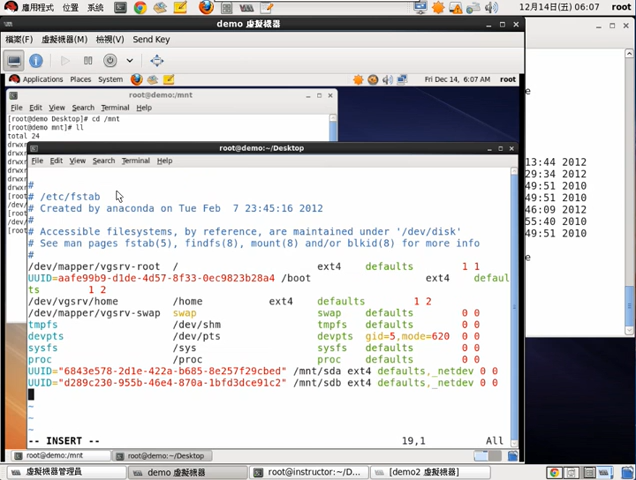 應用程式 位置 系統 12月14日(五) 06:07 root
demo 虛擬機器
檔案(F) 虛擬機器(M) 檢視(V) Send Key
Applications Places System Fri Dec 14, 6:07 AM root
root@demo:/mnt
File Edit View Search Terminal Help
[root@demo Desktop]# cd /mnt
[root@demo mnt]# ll
total 24
drwxr
drwxr
drwxr
drwxr
drwxr
[roo
/dev
/dev
[roo
root@demo:~/Desktop
File Edit View Search Terminal Help
#
# /etc/fstab
# Created by anaconda on Tue Feb  7 23:45:16 2012
#
# Accessible filesystems, by reference, are maintained under '/dev/disk'
# See man pages fstab(5), findfs(8), mount(8) and/or blkid(8) for more info
#
/dev/mapper/vgsrv-root / ext4 defaults 1 1
UUID=aafe99b9-d1de-4d57-8f33-0ec9823b28a4 /boot ext4 defaul
ts 1 2
/dev/vgsrv/home /home ext4 defaults 1 2
/dev/mapper/vgsrv-swap swap swap defaults 0 0
tmpfs /dev/shm tmpfs defaults 0 0
devpts /dev/pts devpts gid=5,mode=620 0 0
sysfs /sys sysfs defaults 0 0
proc /proc proc defaults 0 0
UUID="6843e578-2d1e-422a-b685-8e257f29cbed" /mnt/sda ext4 defaults,_netdev 0 0
UUID="d289c230-955b-46e4-870a-1bfd3dce91c2" /mnt/sdb ext4 defaults,_netdev 0 0
~
~
~
-- INSERT -- 19,1 All
e
13:44 2012
29:34 2012
49:51 2010
46:09 2012
55:40 2010
49:51 2010
e
root@demo:/mnt root@demo:~/Desktop
虛擬機器管理員 demo 虛擬機器 root@instructor:~/D... [demo2 虛擬機器]